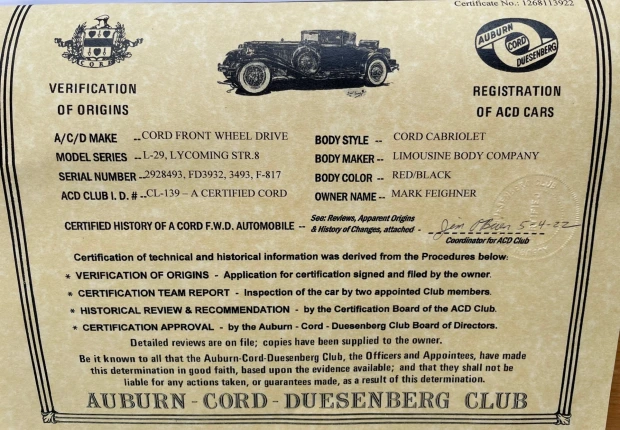 Certificate No.: 1268113922
CORD
AUBURN
CORD
DUESENBERG
VERIFICATION
OF ORIGINS
REGISTRATION
OF ACD CARS
A/C/D MAKE -- CORD FRONT WHEEL DRIVE
MODEL SERIES -- L-29, LYCOMING STR.8
SERIAL NUMBER -- 2928493, FD3932, 3493, F-817
ACD CLUB I. D. # -- CL-139 – A CERTIFIED CORD
BODY STYLE -- CORD CABRIOLET
BODY MAKER -- LIMOUSINE BODY COMPANY
BODY COLOR -- RED/BLACK
OWNER NAME -- MARK FEIGHNER
CERTIFIED HISTORY OF A CORD F.W.D. AUTOMOBILE -- See: Reviews, Apparent Origins
& History of Changes, attached - Jim O'Brien 5-4-22
Coordinator for ACD Club
Certification of technical and historical information was derived from the Procedures below:
* VERIFICATION OF ORIGINS - Application for certification signed and filed by the owner.
* CERTIFICATION TEAM REPORT - Inspection of the car by two appointed Club members.
* HISTORICAL REVIEW & RECOMMENDATION - by the Certification Board of the ACD Club.
* CERTIFICATION APPROVAL - by the Auburn - Cord - Duesenberg Club Board of Directors.
Detailed reviews are on file; copies have been supplied to the owner.
Be it known to all that the Auburn-Cord-Duesenberg Club, the Officers and Appointees, have made
this determination in good faith, based upon the evidence available; and that they shall not be
liable for any actions taken, or guarantees made, as a result of this determination.
AUBURN - CORD - DUESENBERG CLUB